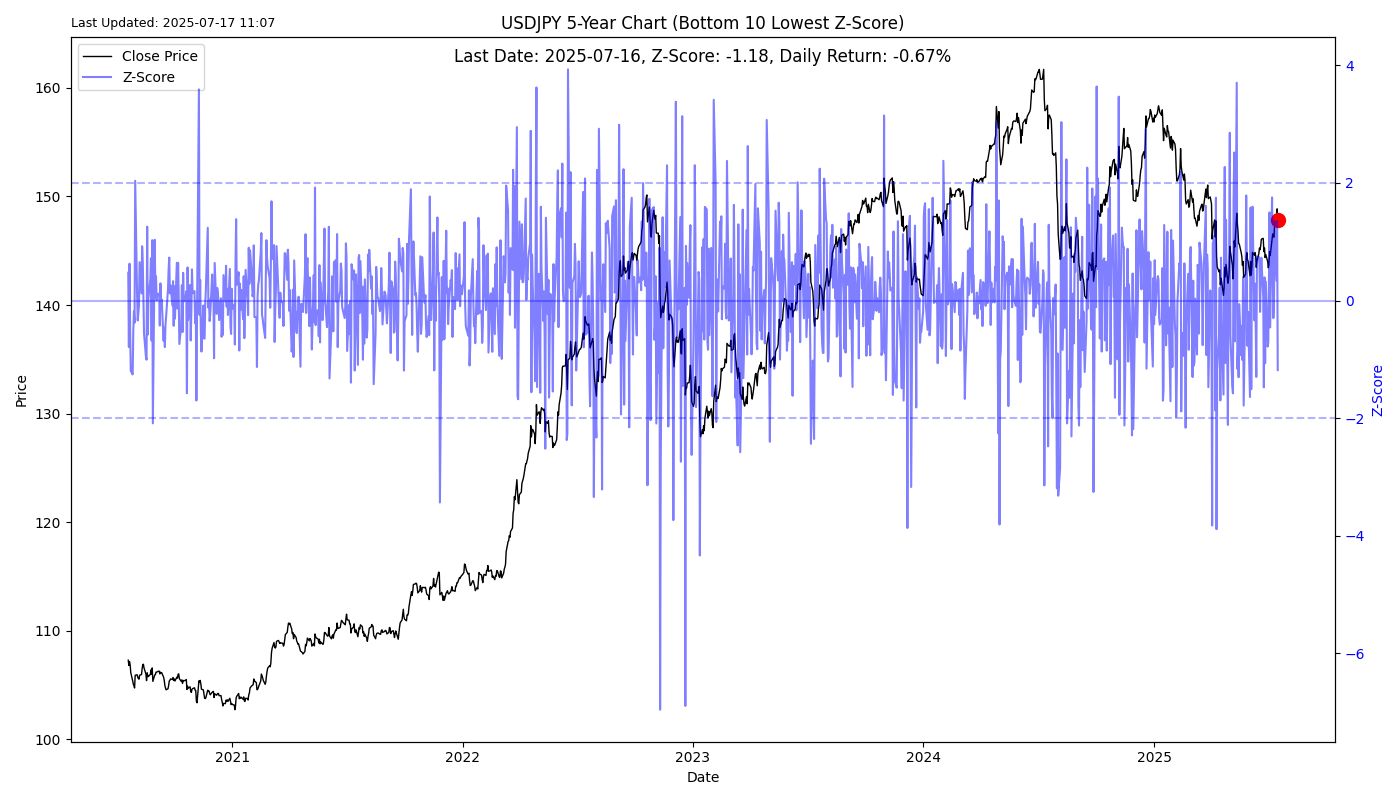 Last Updated: 2025-07-17 11:07
USDJPY 5-Year Chart (Bottom 10 Lowest Z-Score)
Last Date: 2025-07-16, Z-Score: -1.18, Daily Return: -0.67%
Close Price
Z-Score
160
150
140
130
120
110
100
Price
4
2
0
−2
−4
−6
Z-Score
2021
2022
2023
2024
2025
Date